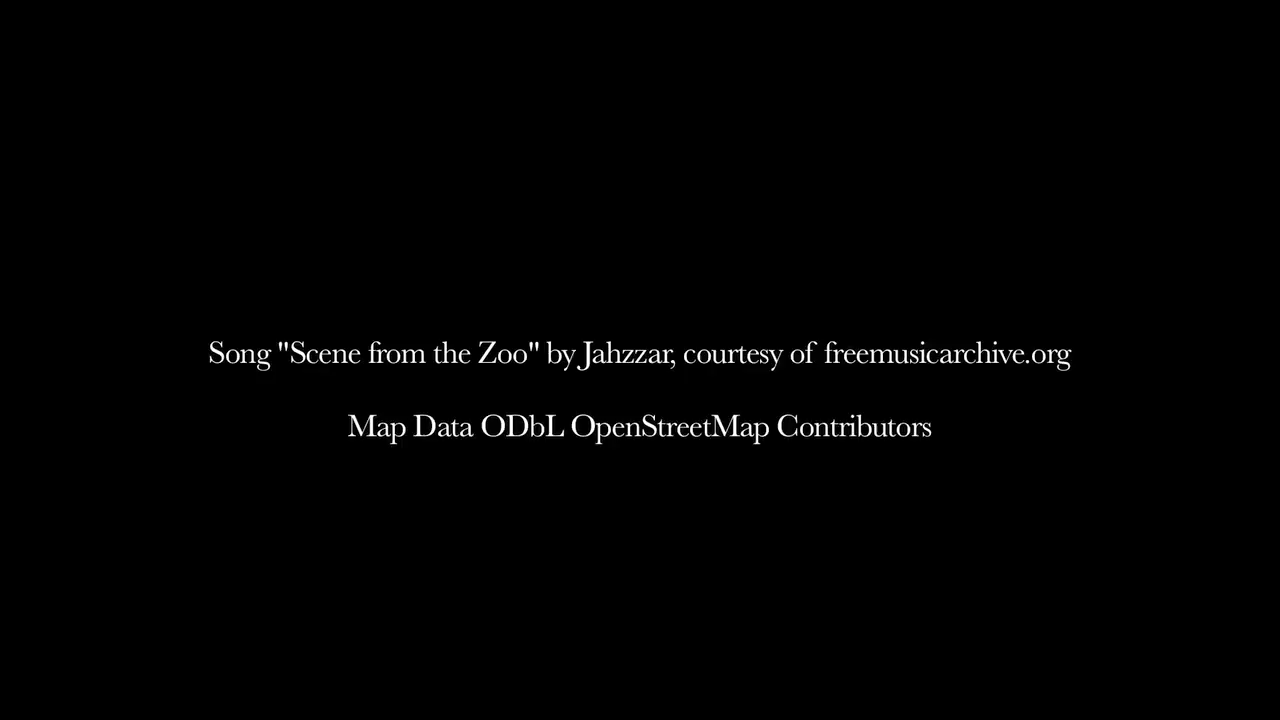 Song "Scene from the Zoo" by Jahzzar, courtesy of freemusicarchive.org
Map Data ODbL OpenStreetMap Contributors